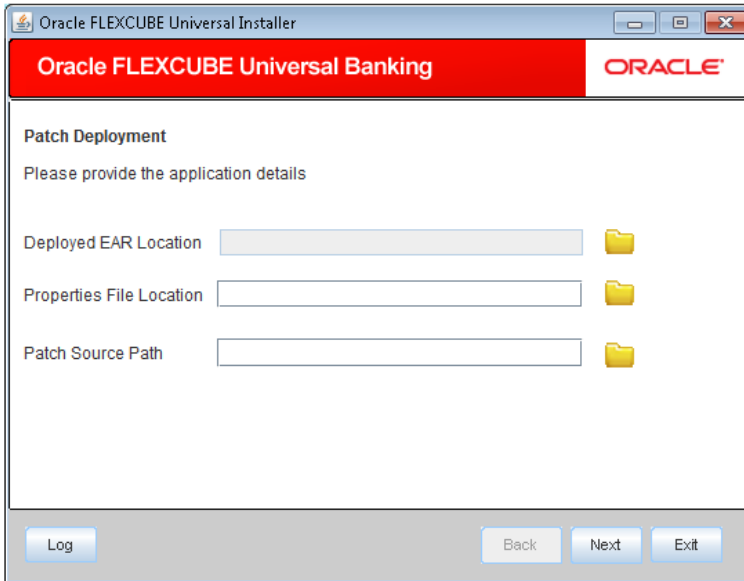 Oracle FLEXCUBE Universal Installer
Oracle FLEXCUBE Universal Banking
ORACLE
Patch Deployment
Please provide the application details
Deployed EAR Location
Properties File Location
Patch Source Path
Log
Back
Next
Exit